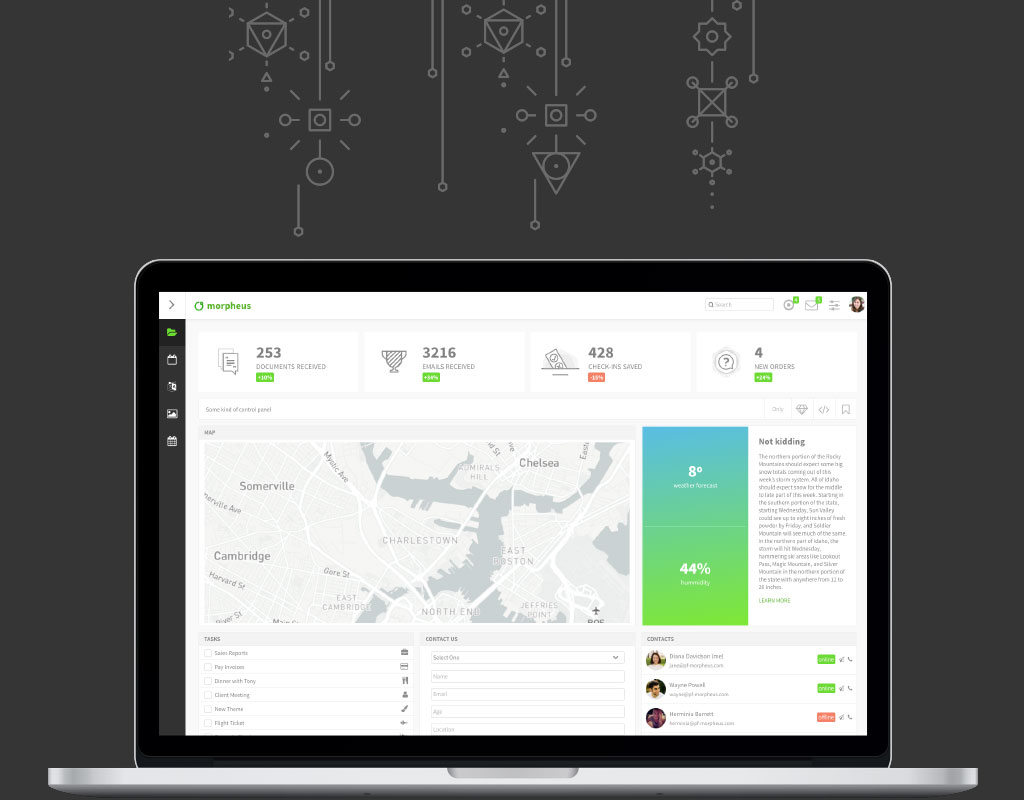 morpheus
Search
253
DOCUMENTS RECEIVED
+10%
3216
EMAILS RECEIVED
+34%
428
CHECK-INS SAVED
4
NEW ORDERS
+24%
Some kind of control panel
Only
MAP
Somerville
Mystic Ave
ADMIRALS
HILL
Chelsea
CHARLESTOWN
EAST
BOSTON
Cambridge
Harvard St
Gore St
EAST
CAMBRIDGE
NORTH END
JEFFRIES
POINT
BOS
8º
weather forecast
44%
hummidity
Not kidding
The northern portion of the Rocky
Mountains should expect some big
snow totals coming out of this
week's storm system. All of Idaho
should expect snow for the middle
to late part of this week. Starting in
the southern portion of the state,
starting Wednesday, Sun Valley
could see up to eight inches of fresh
powder by Friday, and Soldier
Mountain will see much of the same.
In the northern part of Idaho, the
storm will hit Wednesday,
hammering ski areas like Lookout
Pass, Magic Mountain, and Silver
Mountain in the northern portion of
the state with anywhere from 12 to
20 inches.
LEARN MORE
TASKS
Sales Reports
Pay Invoices
Dinner with Tony
Client Meeting
New Theme
Flight Ticket
CONTACT US
Select One
Name
Email
Age
Location
CONTACTS
Diana Davidson (me)
online
Wayne Powell
wayne@pf-morpheus.com
online
Herminia Barrett
herminia@pf-morpheus.com
offline